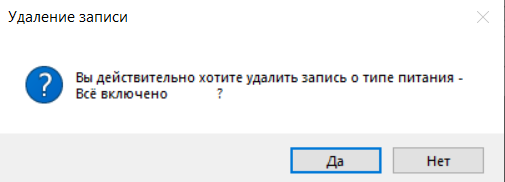 Удаление записи
Вы действительно хотите удалить запись о типе питания -
Всё включено ?
Да
Нет